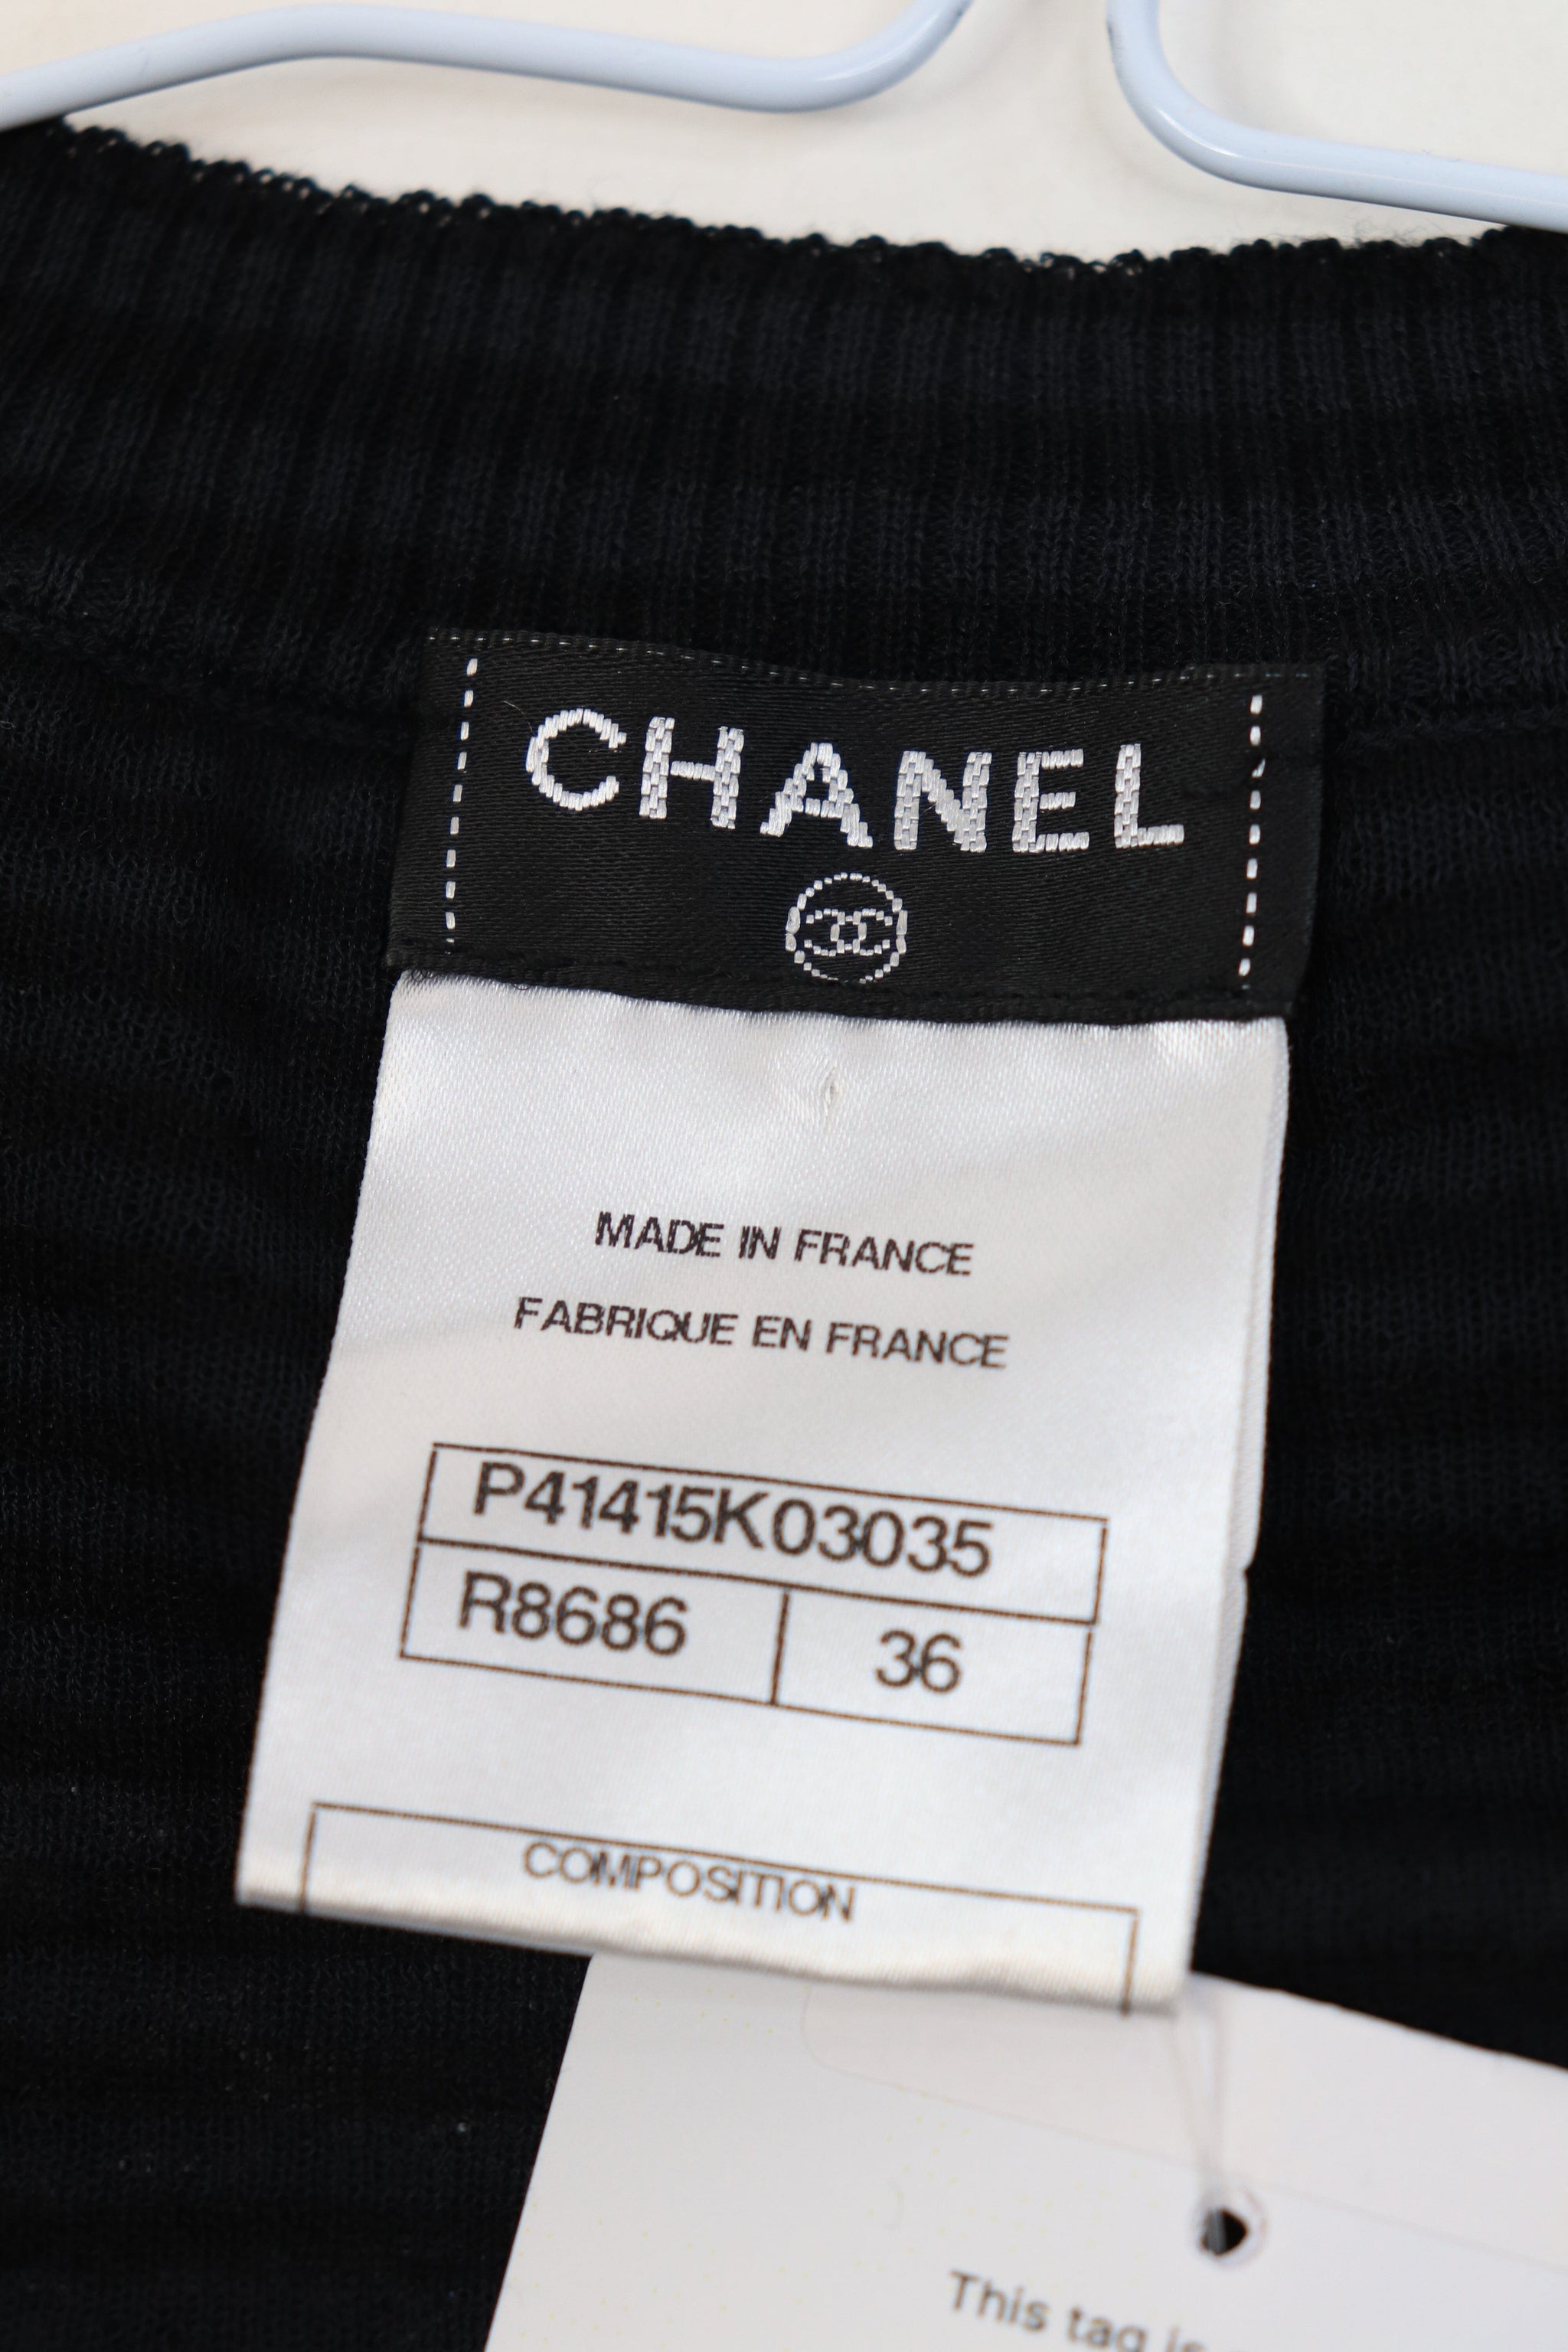 CHANEL
MADE IN FRANCE
FABRIQUE EN FRANCE
P41415K03035
R8686 36
COMPOSITION
This tag is